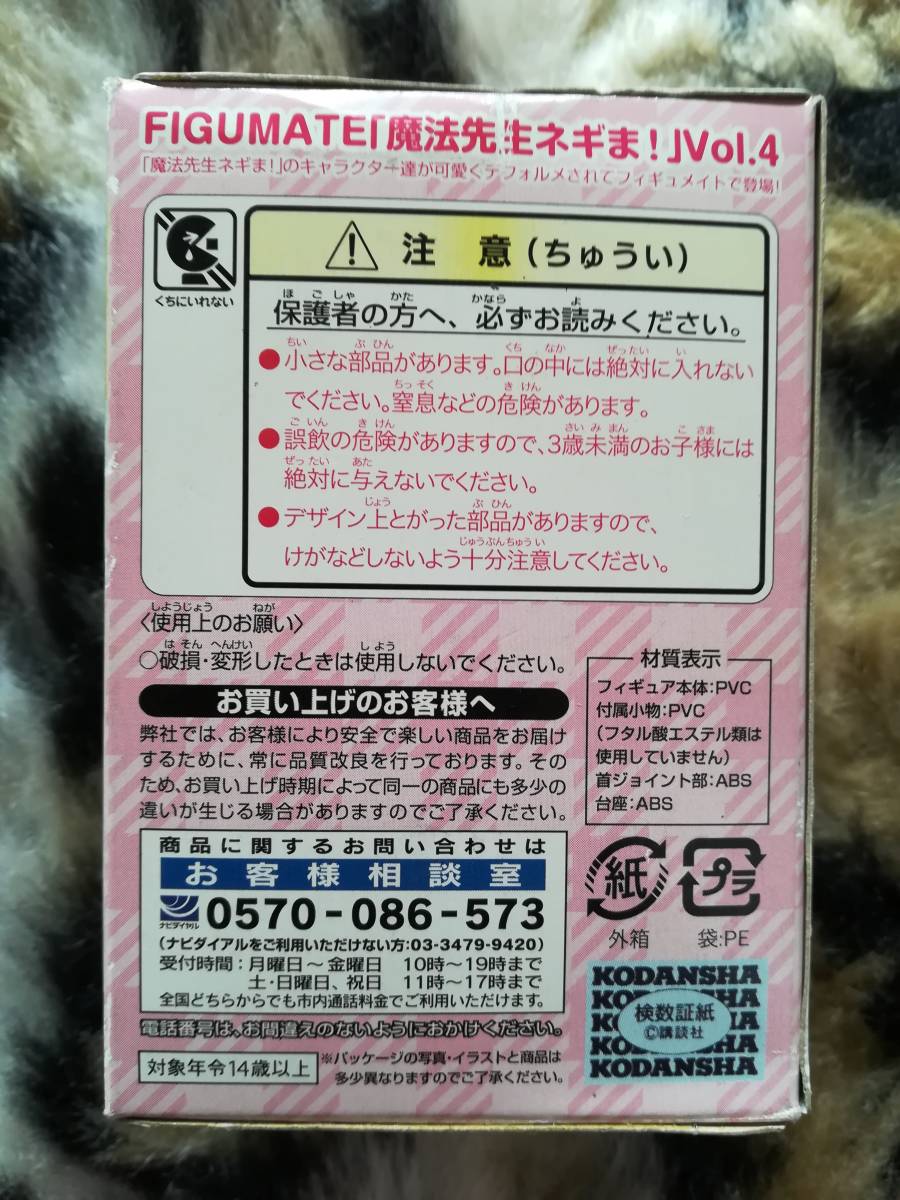 FIGUMATE「魔法先生ネギま！」Vol.4
「魔法先生ネギま！」のキャラクター達が可愛くデフォルメされてフィギュメイトで登場！
くちにいれない
注意（ちゅうい）
保護者の方へ、必ずお読みください。
●小さな部品があります。口の中には絶対に入れない
でください。窒息などの危険があります。
●誤飲の危険がありますので、3歳未満のお子様には
絶対に与えないでください。
●デザイン上とがった部品がありますので、
けがなどしないよう十分注意してください。
〈使用上のお願い〉
○破損・変形したときは使用しないでください。
お買い上げのお客様へ
弊社では、お客様により安全で楽しい商品をお届け
するために、常に品質改良を行っております。その
ため、お買い上げ時期によって同一の商品にも多少の
違いが生じる場合がありますのでご了承ください。
材質表示
フィギュア本体:PVC
付属小物:PVC
(フタル酸エステル類は
使用していません)
首ジョイント部:ABS
台座:ABS
商品に関するお問い合わせは
お客様相談室
ナビダイヤル
0570-086-573
(ナビダイアルをご利用いただけない方:03-3479-9420)
受付時間:月曜日～金曜日 10時～19時まで
土・日曜日、祝日 11時～17時まで
全国どちらからでも市内通話料金でご利用いただけます。
電話番号は、お間違えのないようにおかけください。
対象年令14歳以上
※パッケージの写真・イラストと商品は
多少異なりますのでご了承ください。
紙
外箱
プラ
袋:PE
KODANSHA
検数証紙
©講談社
KODANSHA